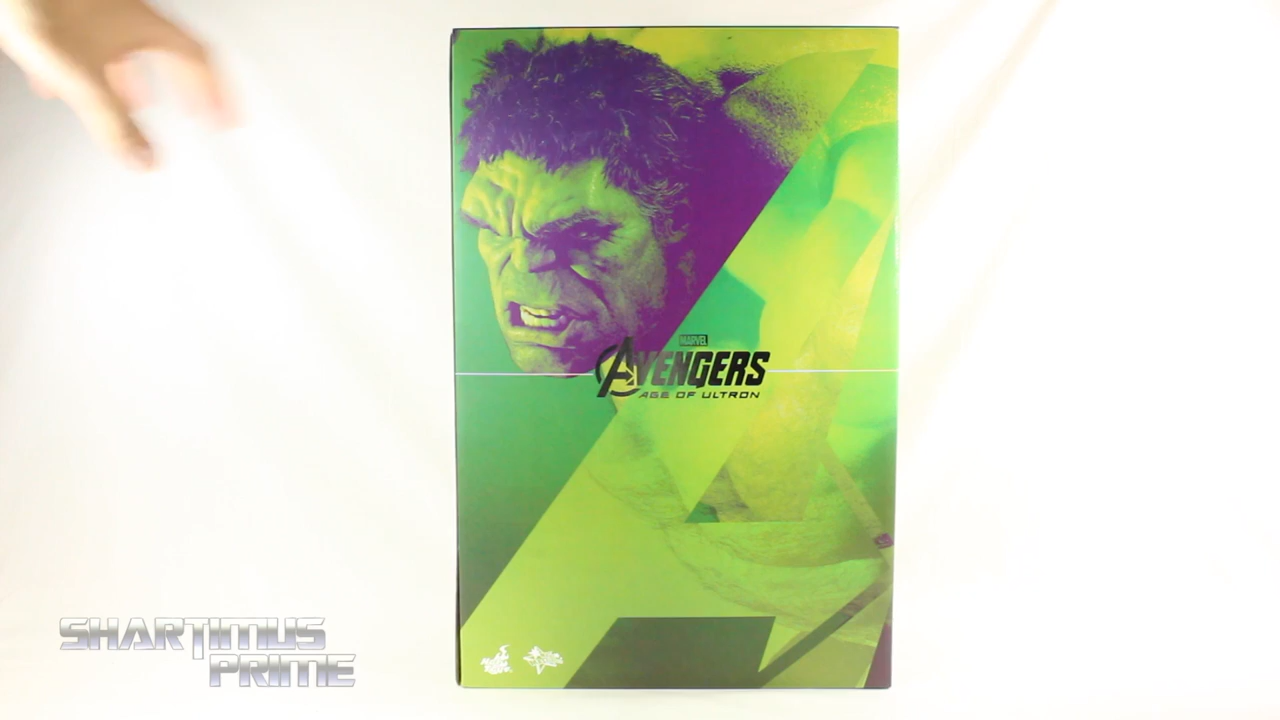 MARVEL
AVENGERS
AGE OF ULTRON
SHARTIMUS
PRIME